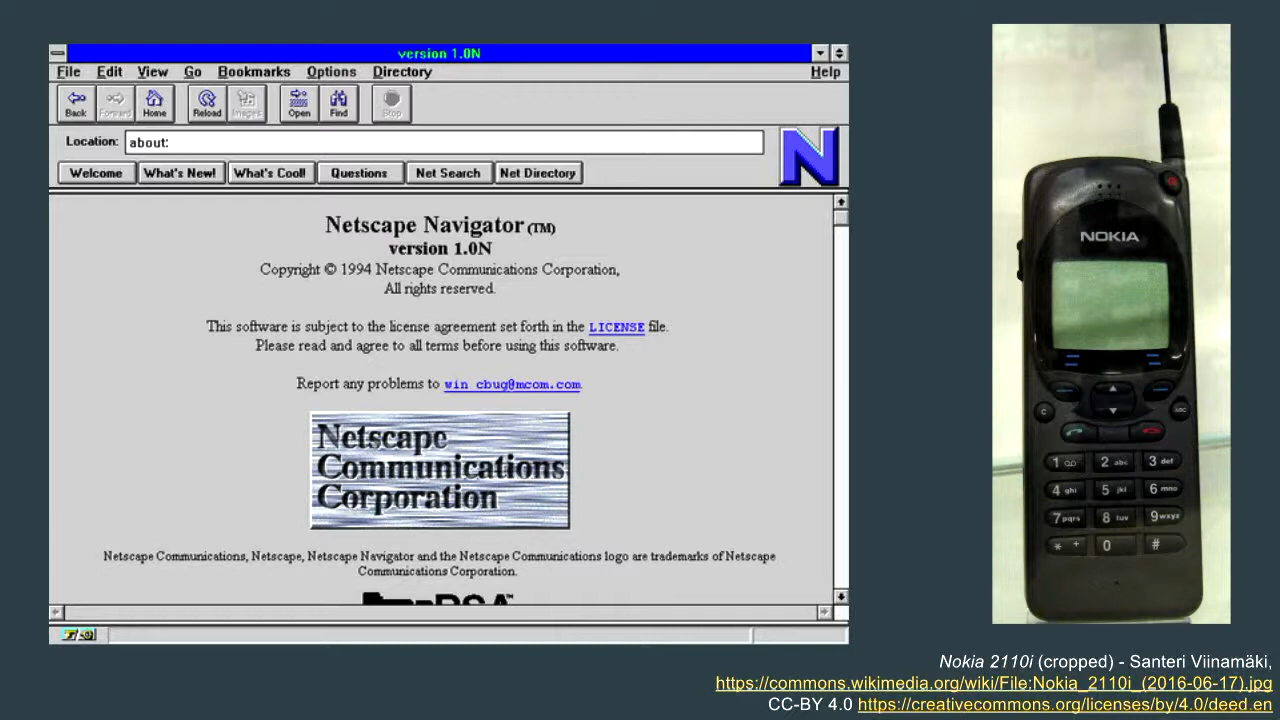 version 1.0N
File Edit View Go Bookmarks Options Directory Help
Back Forward Home Reload Images Open Find Stop
Location: about:
Welcome What's New! What's Cool! Questions Net Search Net Directory
Netscape Navigator (TM)
version 1.0N
Copyright © 1994 Netscape Communications Corporation,
All rights reserved.
This software is subject to the license agreement set forth in the LICENSE file.
Please read and agree to all terms before using this software.
Report any problems to win_cbug@mcom.com.
Netscape
Communications
Corporation
Netscape Communications, Netscape, Netscape Navigator and the Netscape Communications logo are trademarks of Netscape
Communications Corporation.
NOKIA
C ABC
1 2 abc 3 def
4 ghi 5 jkl 6 mno
7 pqrs 8 tuv 9 wxyz
* + 0 #
Nokia 2110i (cropped) - Santeri Viinamäki,
https://commons.wikimedia.org/wiki/File:Nokia_2110i_(2016-06-17).jpg
CC-BY 4.0 https://creativecommons.org/licenses/by/4.0/deed.en